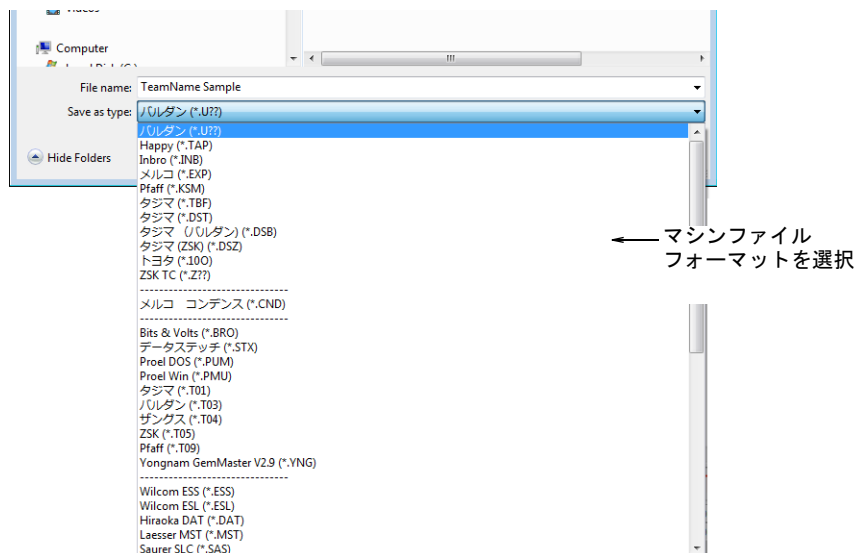 Computer
File name: TeamName Sample
Save as type: バルダン (*.U??)
バルダン (*.U??)
Hide Folders
Happy (*.TAP)
Inbro (*.INB)
メルコ (*.EXP)
Pfaff (*.KSM)
タジマ (*.TBF)
タジマ (*.DST)
タジマ （バルダン) (*.DSB)
タジマ (ZSK) (*.DSZ)
トヨタ (*.10O)
ZSK TC (*.Z??)
マシンファイル
フォーマットを選択
-----------------------------
メルコ　コンデンス (*.CND)
-----------------------------
Bits & Volts (*.BRO)
データステッチ (*.STX)
Proel DOS (*.PUM)
Proel Win (*.PMU)
タジマ (*.T01)
バルダン (*.T03)
ザングス (*.T04)
ZSK (*.T05)
Pfaff (*.T09)
Yongnam GemMaster V2.9 (*.YNG)
-----------------------------
Wilcom ESS (*.ESS)
Wilcom ESL (*.ESL)
Hiraoka DAT (*.DAT)
Laesser MST (*.MST)
Saurer SLC (*.SAS)